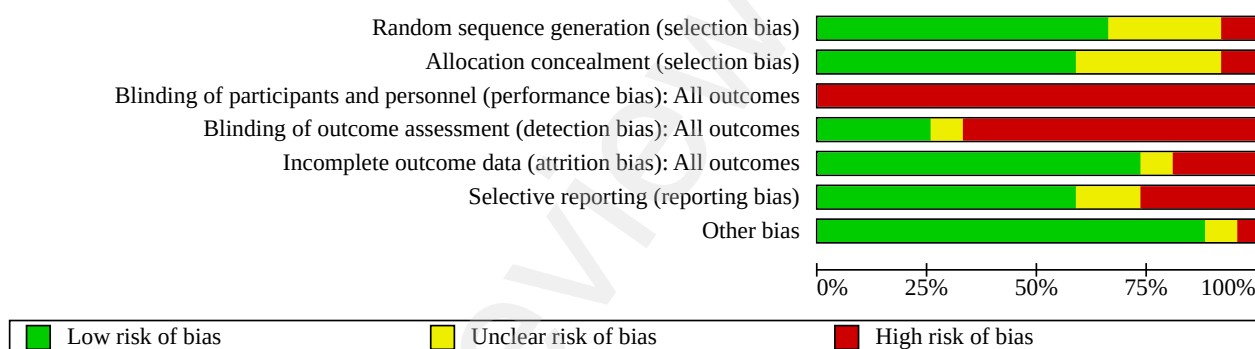 Random sequence generation (selection bias)
Allocation concealment (selection bias)
Blinding of participants and personnel (performance bias): All outcomes
Blinding of outcome assessment (detection bias): All outcomes
Incomplete outcome data (attrition bias): All outcomes
Selective reporting (reporting bias)
Other bias
0% 25% 50% 75% 100%
Low risk of bias Unclear risk of bias High risk of bias
view